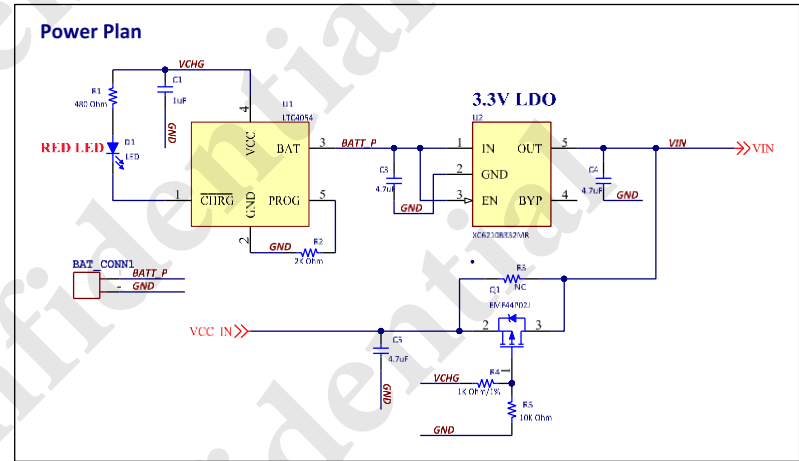 Power Plan
VCHG
R1
480 Ohm
C1
1uF
GND
D1
LED
RED LED
U1
LTC4054
4
VCC
BAT
3
BATT_P
1
CHRG
GND
PROG
5
2
GND
R2
2K Ohm
3.3V LDO
U2
1
IN
OUT
5
VIN
VIN
2
GND
3
EN
BYP
4
C3
4.7uF
GND
C4
4.7uF
GND
XC6210B332MR
BAT_CONN1
BATT_P
-
GND
VCC_IN
C5
4.7uF
GND
NC
Q1
EMF44P02J
2
3
1
VCHG
R4
1K Ohm/1%
R5
10K Ohm
GND
Confidential